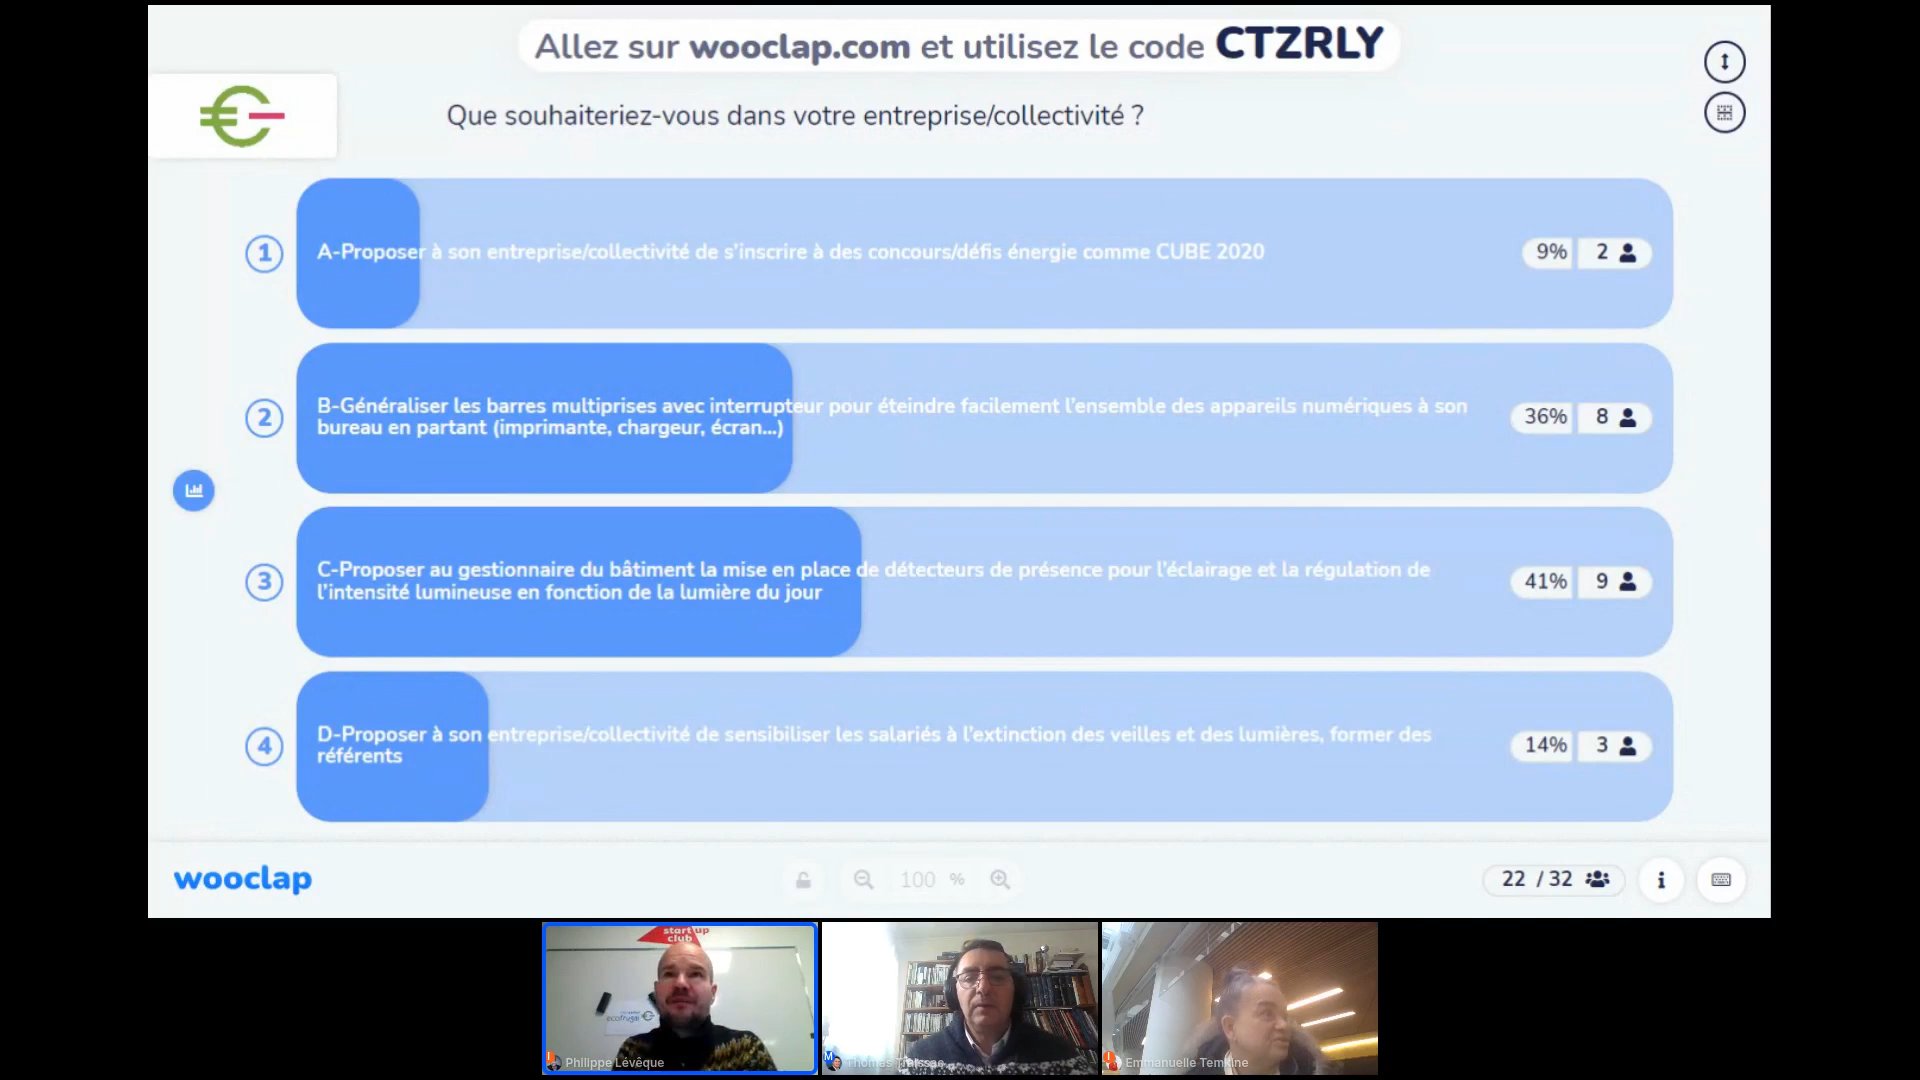 Allez sur wooclap.com et utilisez le code CTZRLY
Que souhaiteriez-vous dans votre entreprise/collectivité ?
1
A-Proposer à son entreprise/collectivité de s'inscrire à des concours/défis énergie comme CUBE 2020
9% 2
2
B-Généraliser les barres multiprises avec interrupteur pour éteindre facilement l'ensemble des appareils numériques à son
bureau en partant (imprimante, chargeur, écran...)
36% 8
3
C-Proposer au gestionnaire du bâtiment la mise en place de détecteurs de présence pour l'éclairage et la régulation de
l'intensité lumineuse en fonction de la lumière du jour
41% 9
4
D-Proposer à son entreprise/collectivité de sensibiliser les salariés à l'extinction des veilles et des lumières, former des
référents
14% 3
wooclap
100 %
22 / 32
i
start up
club
ecofrugal
Philippe Lévêque
Thomas
Emmanuelle Temkine